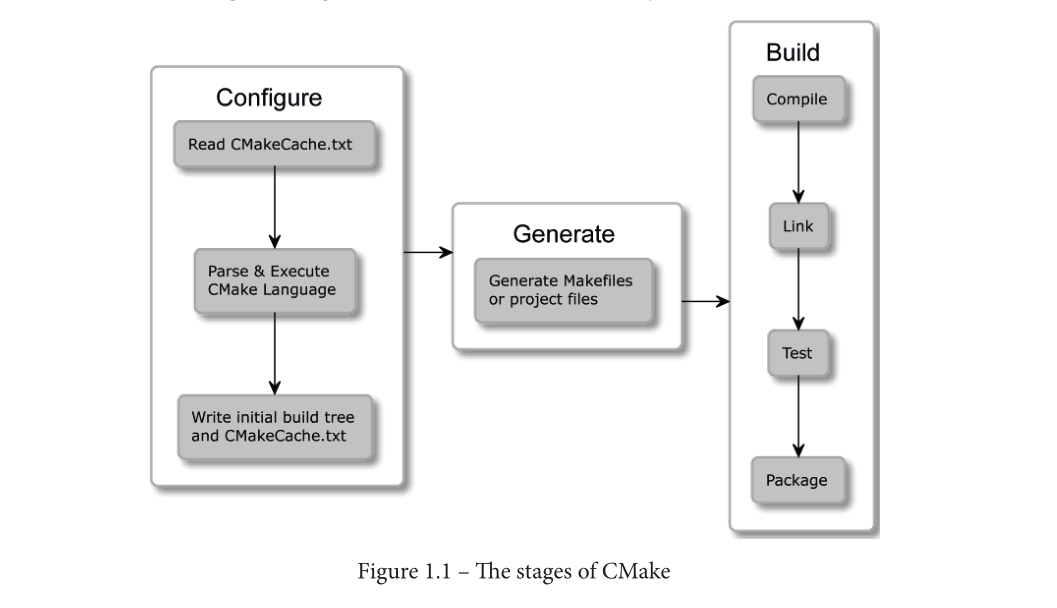 Configure
Read CMakeCache.txt
Parse & Execute
CMake Language
Write initial build tree
and CMakeCache.txt
Generate
Generate Makefiles
or project files
Build
Compile
Link
Test
Package
Figure 1.1 – The stages of CMake